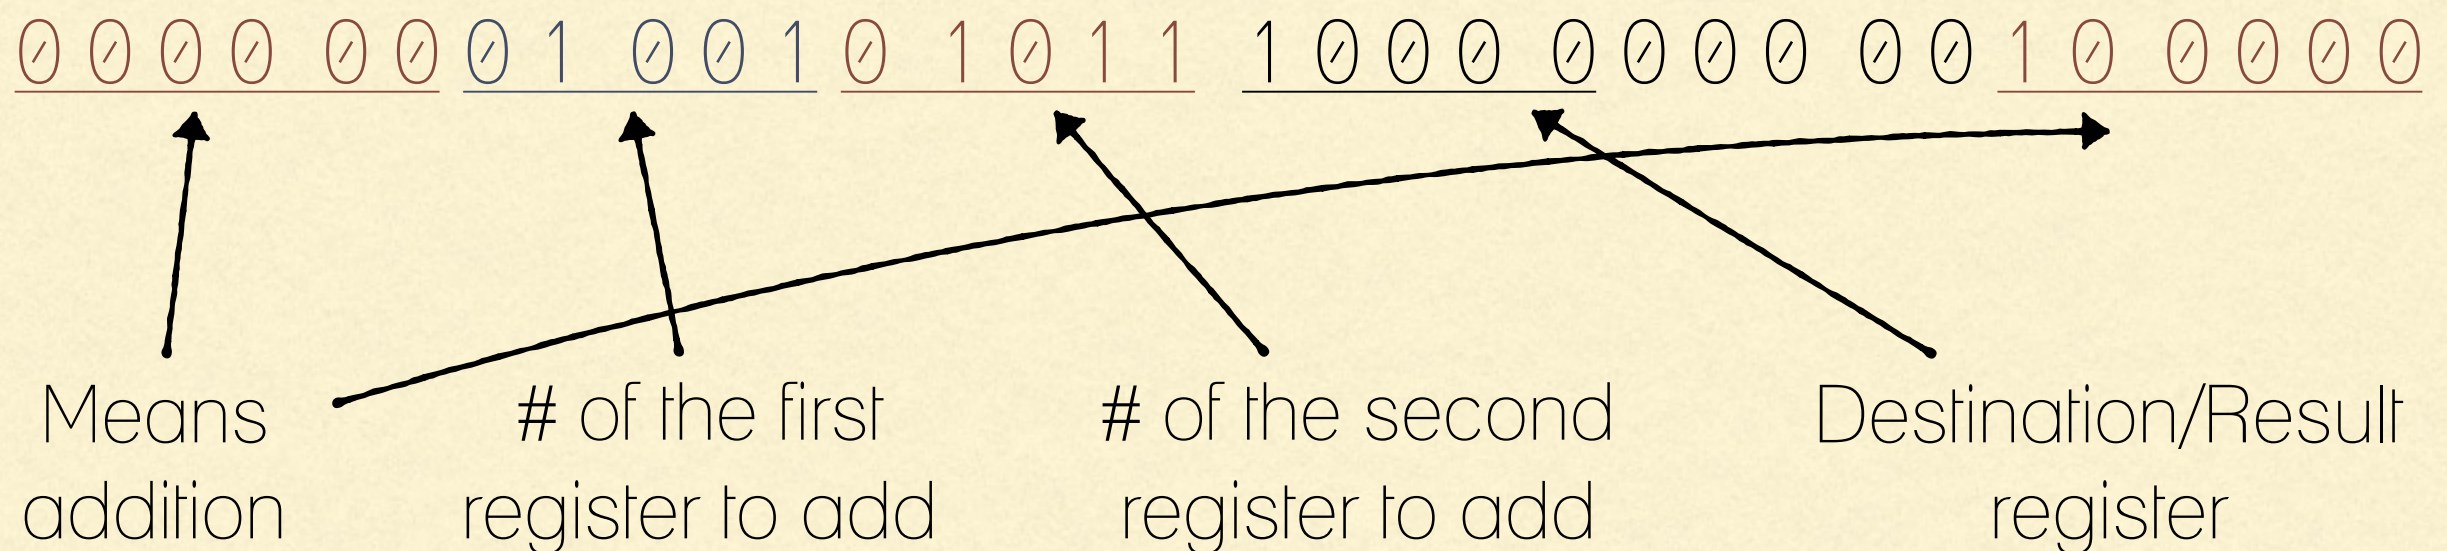 0000 0001 0010 1011 1000 0000 0010 0000
Means
addition
# of the first
register to add
# of the second
register to add
Destination/Result
register